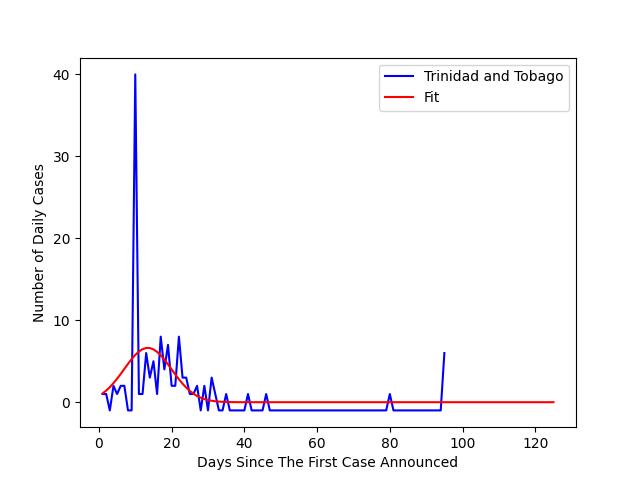 Trinidad and Tobago
Fit
Number of Daily Cases
40
30
20
10
0
0 20 40 60 80 100 120
Days Since The First Case Announced